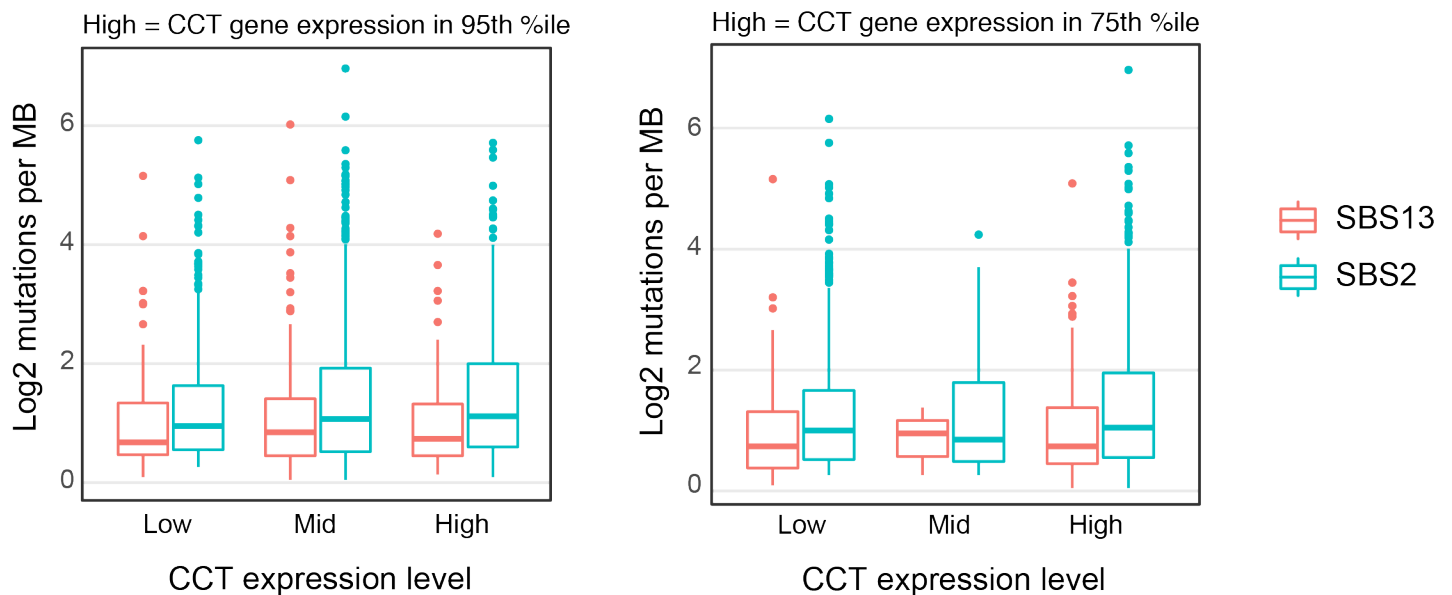 High = CCT gene expression in 95th %ile
Log2 mutations per MB
6
4
2
0
Low Mid High
CCT expression level
High = CCT gene expression in 75th %ile
Log2 mutations per MB
6
4
2
0
Low Mid High
CCT expression level
SBS13
SBS2